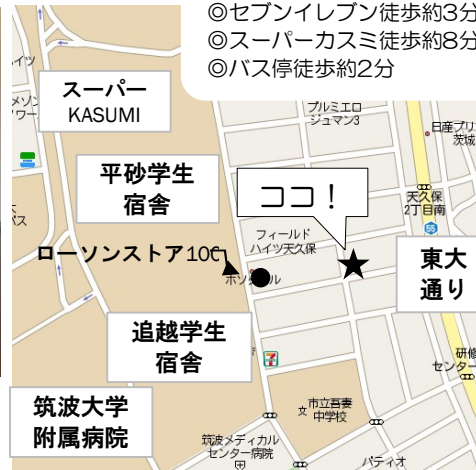 ◎セブンイレブン徒歩約3分
◎スーパーカスミ徒歩約8分
◎バス停徒歩約2分
スーパー
KASUMI
プルミエロ
ジュマン3
日産プリ
茨城
平砂学生
宿舎
ココ！
天久保
2丁目南
55
フィールド
ハイツ天久保
ローソンストア100
東大
通り
追越学生
宿舎
研修
センター
筑波大学
附属病院
市立吾妻
文 中学校
筑波メディカル
センター病院
パティオ